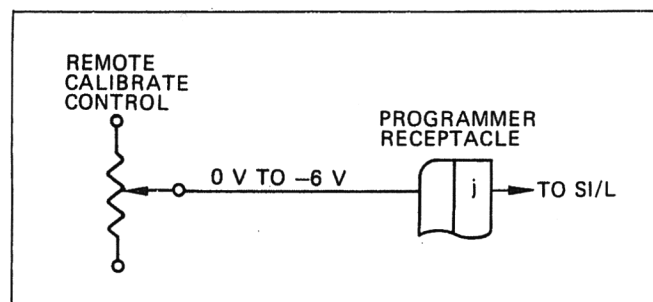 REMOTE
CALIBRATE
CONTROL
PROGRAMMER
RECEPTACLE
0 V TO –6 V
j
TO SI/L